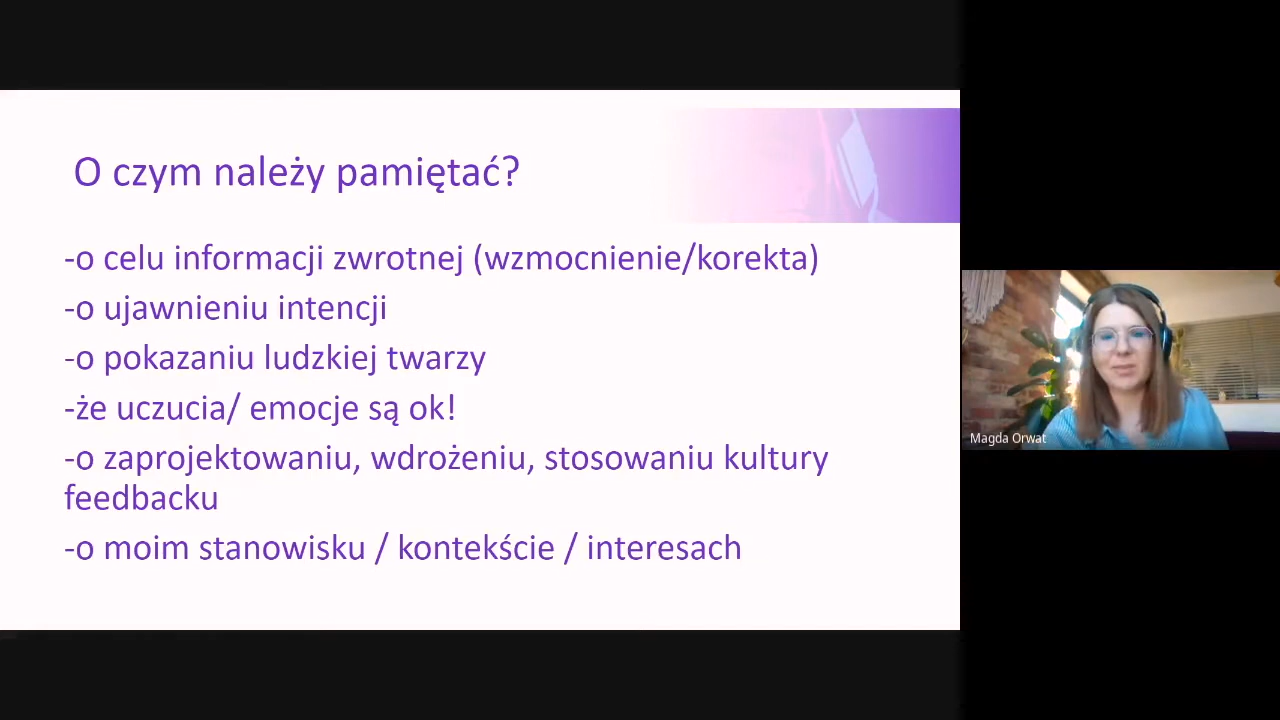 O czym należy pamiętać?
-o celu informacji zwrotnej (wzmocnienie/korekta)
-o ujawnieniu intencji
-o pokazaniu ludzkiej twarzy
-że uczucia/ emocje są ok!
-o zaprojektowaniu, wdrożeniu, stosowaniu kultury
feedbacku
-o moim stanowisku / kontekście / interesach
Magda Orwat